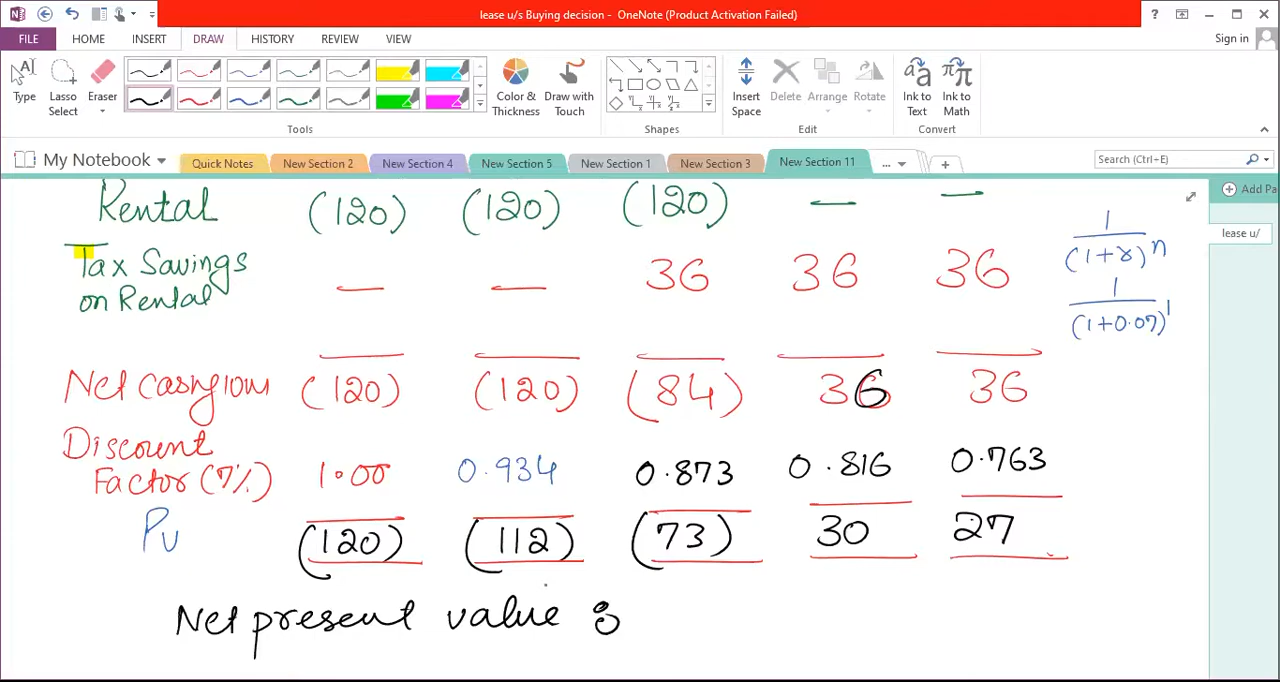 lease u/s Buying decision - OneNote (Product Activation Failed)
FILE HOME INSERT DRAW HISTORY REVIEW VIEW Sign in
Type Lasso Select Eraser Color & Thickness Draw with Touch Insert Space Delete Arrange Rotate Ink to Text Ink to Math
Tools Shapes Edit Convert
My Notebook Quick Notes New Section 2 New Section 4 New Section 5 New Section 1 New Section 3 New Section 11 ... + Search (Ctrl+E)
Add Pa
lease u/
Rental (120) (120) (120) — —
Tax Savings — — 36 36 36
on Rental
1
(1+r)^n
1
(1+0.07)^1
Net cashflow (120) (120) (84) 36 36
Discount
Factor (7%) 1.00 0.934 0.873 0.816 0.763
PV (120) (112) (73) 30 27
Net present value :